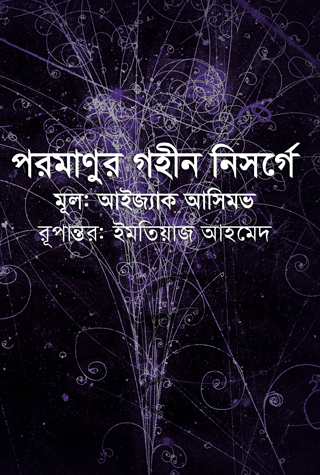 পরমাণুর গহীন নিসর্গে
মূল: আইজ্যাক আসিমভ
রূপান্তর: ইমতিয়াজ আহমেদ